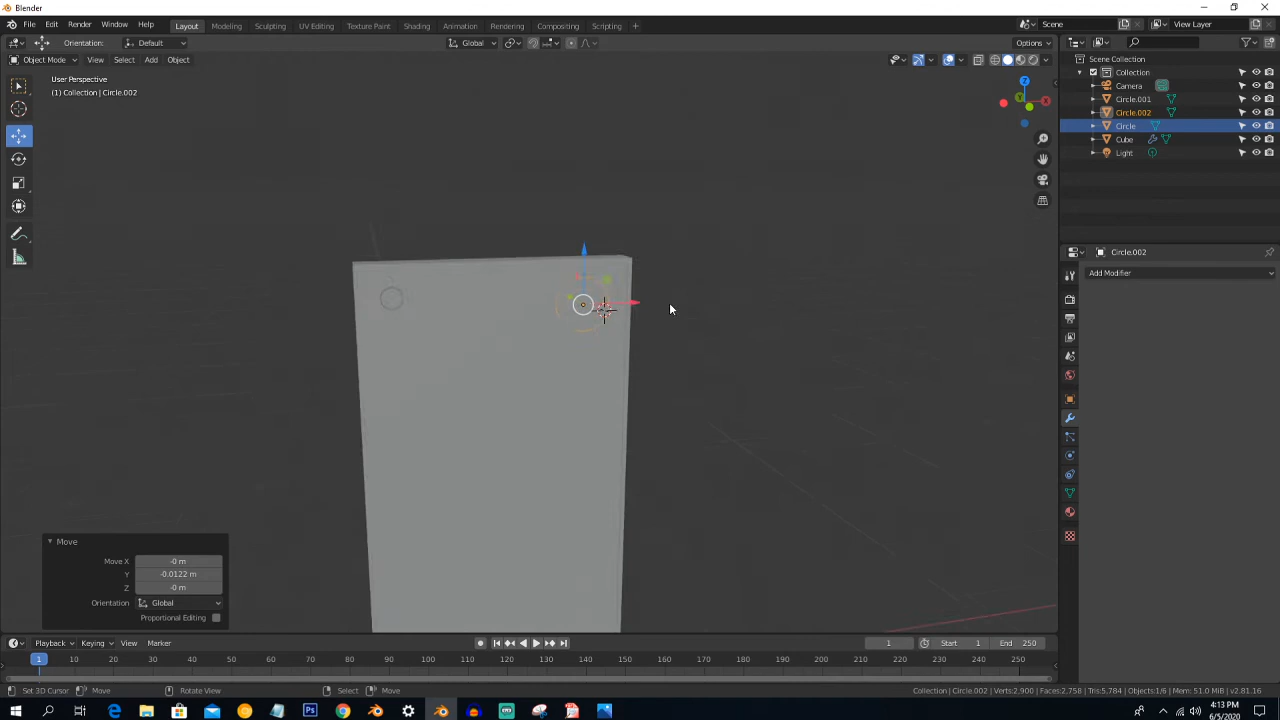 Blender
File Edit Render Window Help Layout Modeling Sculpting UV Editing Texture Paint Shading Animation Rendering Compositing Scripting + Scene View Layer
Orientation: Default Global Options
Object Mode View Select Add Object
User Perspective
(1) Collection | Circle.002
Scene Collection
Collection
Camera
Circle.001
Circle.002
Circle
Cube
Light
Z
Y
X
Circle.002
Add Modifier
Move
Move X -0 m
Y -0.0122 m
Z -0 m
Orientation Global
Proportional Editing
Playback Keying View Marker 1 Start 1 End 250
1 10 20 30 40 50 60 70 80 90 100 110 120 130 140 150 160 170 180 190 200 210 220 230 240 250
Set 3D Cursor Move Rotate View Select Move Collection | Circle.002 | Verts:2,900 | Faces:2,758 | Tris:5,784 | Objects:1/6 | Mem: 51.0 MiB | v2.81.16
4:13 PM
6/5/2020